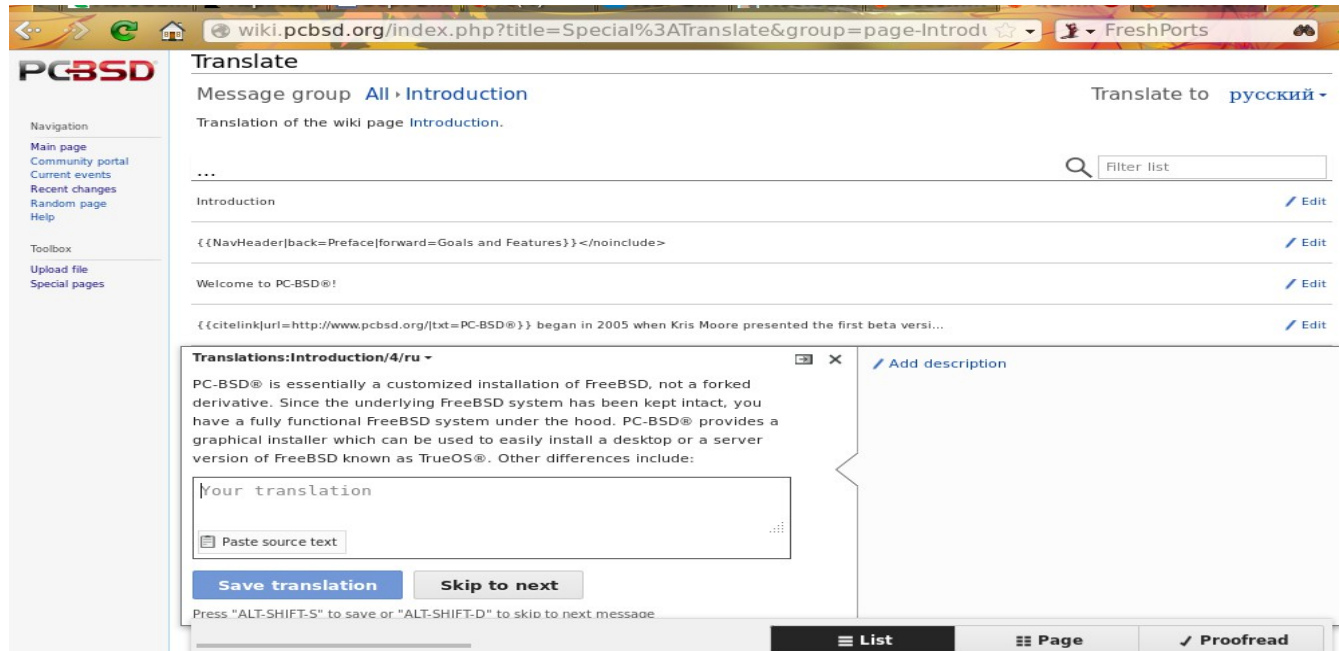 wiki.pcbsd.org/index.php?title=Special%3ATranslate&group=page-Introdu
FreshPorts
PCBSD
Translate
Message group All › Introduction
Translate to русский
Translation of the wiki page Introduction.
Navigation
Main page
Community portal
Current events
Recent changes
Random page
Help
Toolbox
Upload file
Special pages
...
Filter list
Introduction
Edit
{{NavHeader|back=Preface|forward=Goals and Features}}</noinclude>
Edit
Welcome to PC-BSD®!
Edit
{{citelink|url=http://www.pcbsd.org/|txt=PC-BSD®}} began in 2005 when Kris Moore presented the first beta versi...
Edit
Translations:Introduction/4/ru
PC-BSD® is essentially a customized installation of FreeBSD, not a forked
derivative. Since the underlying FreeBSD system has been kept intact, you
have a fully functional FreeBSD system under the hood. PC-BSD® provides a
graphical installer which can be used to easily install a desktop or a server
version of FreeBSD known as TrueOS®. Other differences include:
Your translation
Paste source text
Save translation
Skip to next
Press "ALT-SHIFT-S" to save or "ALT-SHIFT-D" to skip to next message
Add description
List
Page
Proofread